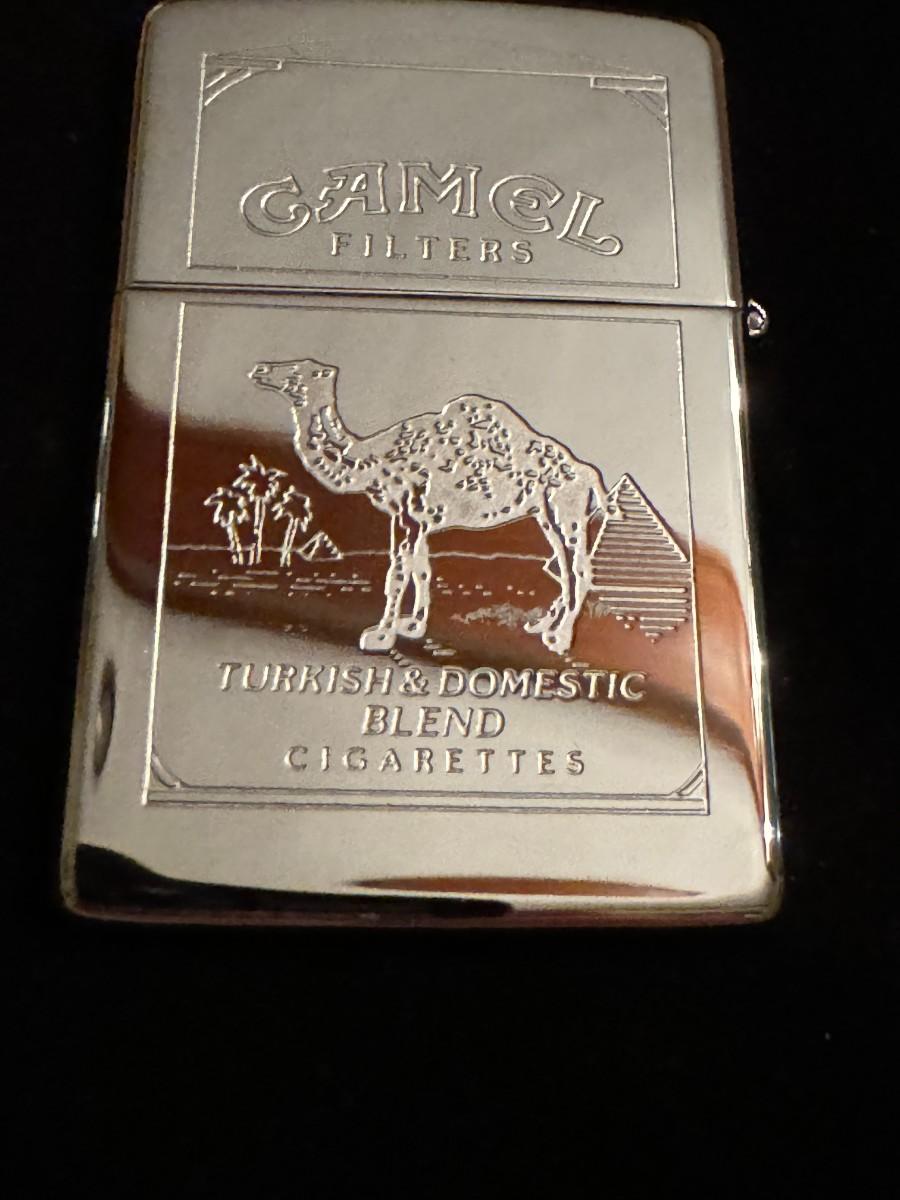 CAMEL
FILTERS
TURKISH & DOMESTIC
BLEND
CIGARETTES